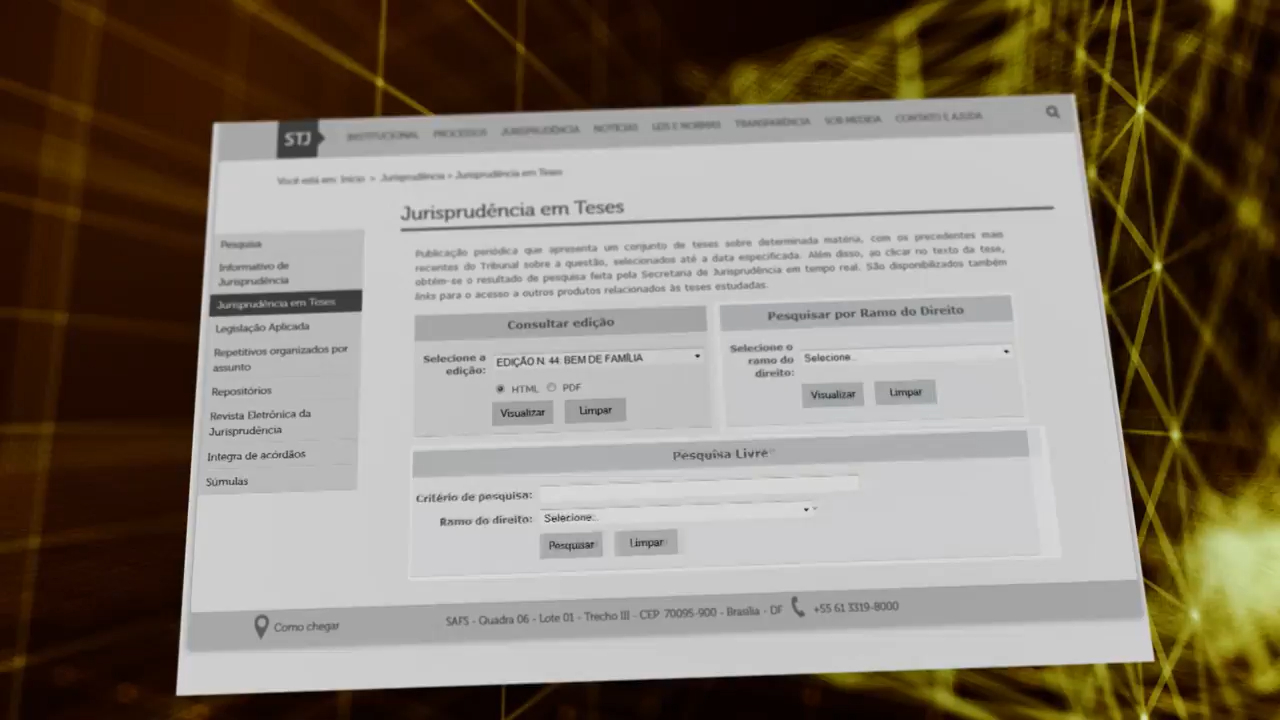 STJ
INSTITUCIONAL PROCESSOS JURISPRUDÊNCIA NOTÍCIAS LEIS E NORMAS TRANSPARÊNCIA SOB MEDIDA CONTATO E AJUDA
Você está em: Início > Jurisprudência > Jurisprudência em Teses
Pesquisa
Informativo de
Jurisprudência
Jurisprudência em Teses
Legislação Aplicada
Repetitivos organizados por
assunto
Repositórios
Revista Eletrônica da
Jurisprudência
Íntegra de acórdãos
Súmulas
Jurisprudência em Teses
Publicação periódica que apresenta um conjunto de teses sobre determinada matéria, com os precedentes mais
recentes do Tribunal sobre a questão, selecionados até a data especificada. Além disso, ao clicar no texto da tese,
obtém-se o resultado de pesquisa feita pela Secretaria de Jurisprudência em tempo real. São disponibilizados também
links para o acesso a outros produtos relacionados às teses estudadas.
Consultar edição
Selecione a
edição:
EDIÇÃO N. 44: BEM DE FAMÍLIA
HTML PDF
Visualizar Limpar
Pesquisar por Ramo do Direito
Selecione o
ramo do
direito:
Selecione...
Visualizar Limpar
Pesquisa Livre
Critério de pesquisa:
Ramo do direito: Selecione...
Pesquisar Limpar
Como chegar
SAFS - Quadra 06 - Lote 01 - Trecho III - CEP 70095-900 - Brasília - DF +55 61 3319-8000